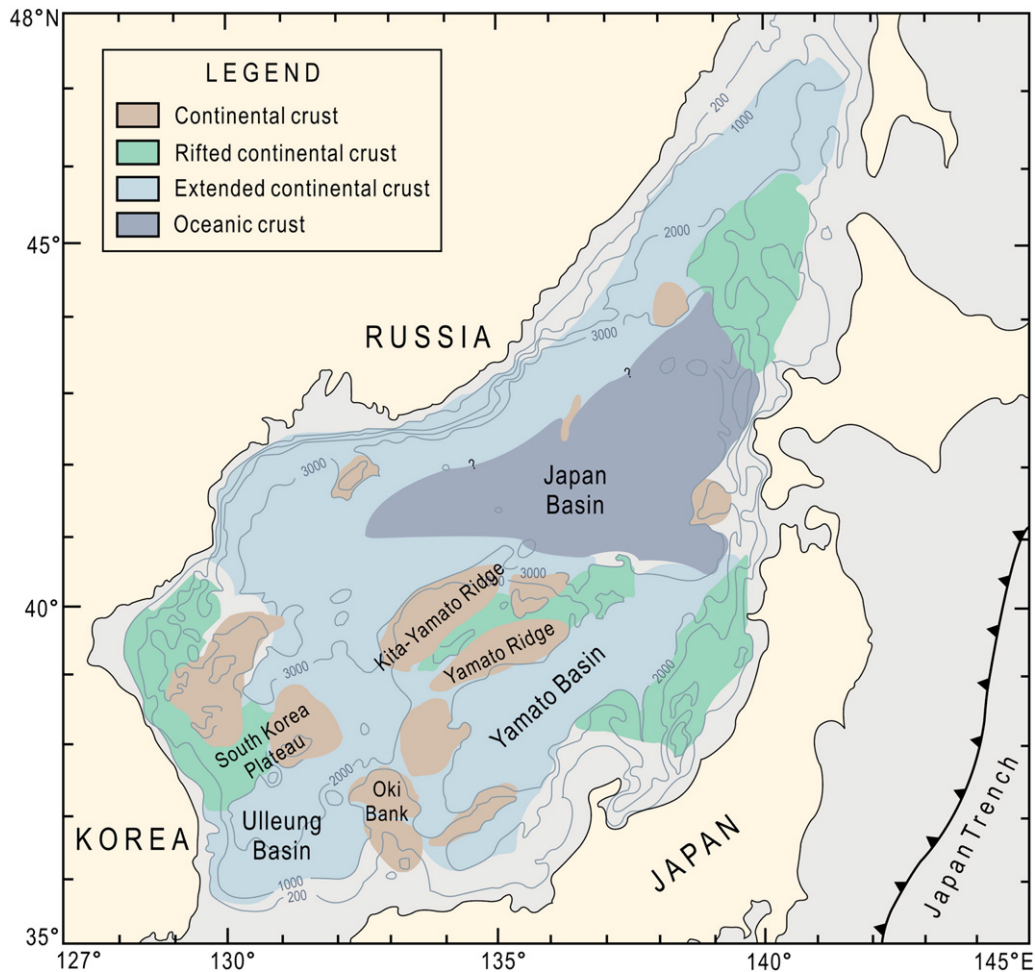 48°N
LEGEND
Continental crust
Rifted continental crust
Extended continental crust
Oceanic crust
200
1000
45°
2000
RUSSIA
3000
3000
?
?
3000
Japan
Basin
3000
40°
Kita-Yamato Ridge
Yamato Ridge
3000
Yamato Basin
2000
South Korea
Plateau
2000
Oki
Bank
Ulleung
Basin
KOREA
JAPAN
Japan Trench
1000
200
35°
127°
130°
135°
140°
145°E